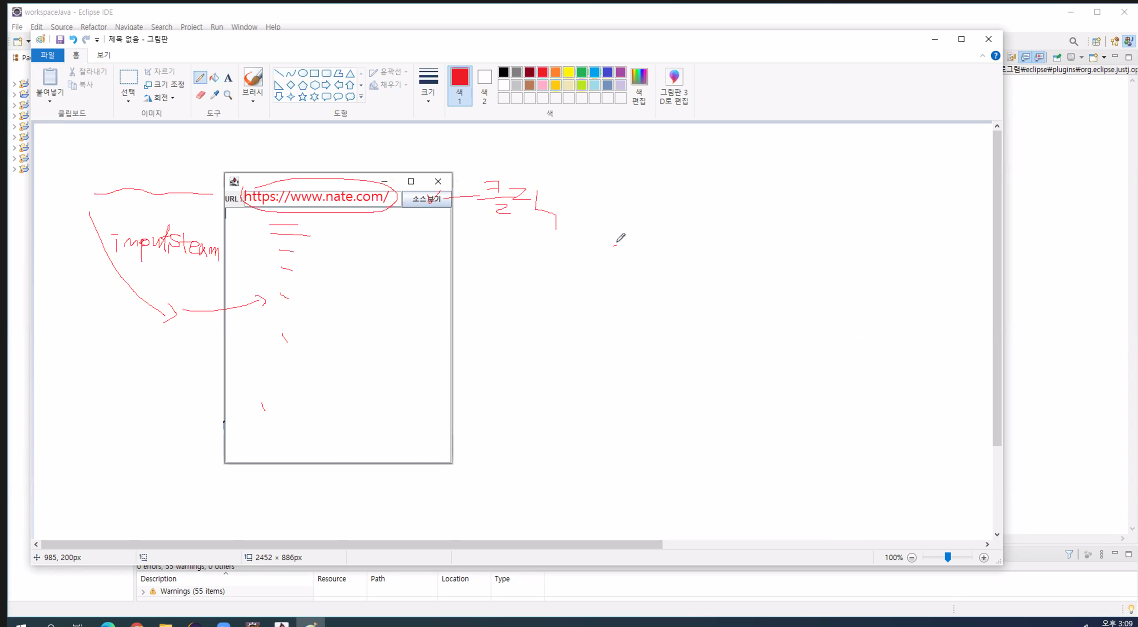 workspaceJava - Eclipse IDE
File Edit Source Refactor Navigate Search Project Run Window Help
제목 없음 - 그림판
파일 홈 보기
붙여넣기
잘라내기
복사
클립보드
선택
자르기
크기 조정
회전
이미지
A
도구
브러시
윤곽선
채우기
도형
크기
색
1
색
2
색
편집
그림판 3
D로 편집
색
로그램\eclipse\plugins\org.eclipse.justj.op
URL
https://www.nate.com/
소스 보기
985, 200px
2452 × 886px
100%
0 errors, 55 warnings, 0 others
Description Resource Path Location Type
Warnings (55 items)
오후 3:09